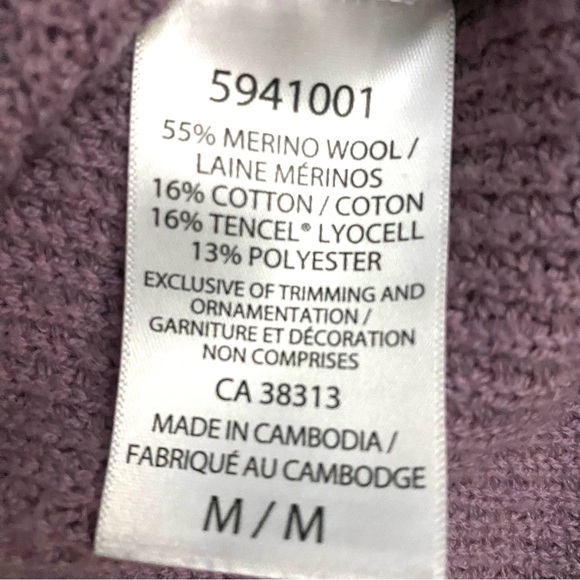 5941001
55% MERINO WOOL /
LAINE MÉRINOS
16% COTTON / COTON
16% TENCEL® LYOCELL
13% POLYESTER
EXCLUSIVE OF TRIMMING AND
ORNAMENTATION /
GARNITURE ET DÉCORATION
NON COMPRISES
CA 38313
MADE IN CAMBODIA /
FABRIQUÉ AU CAMBODGE
M / M